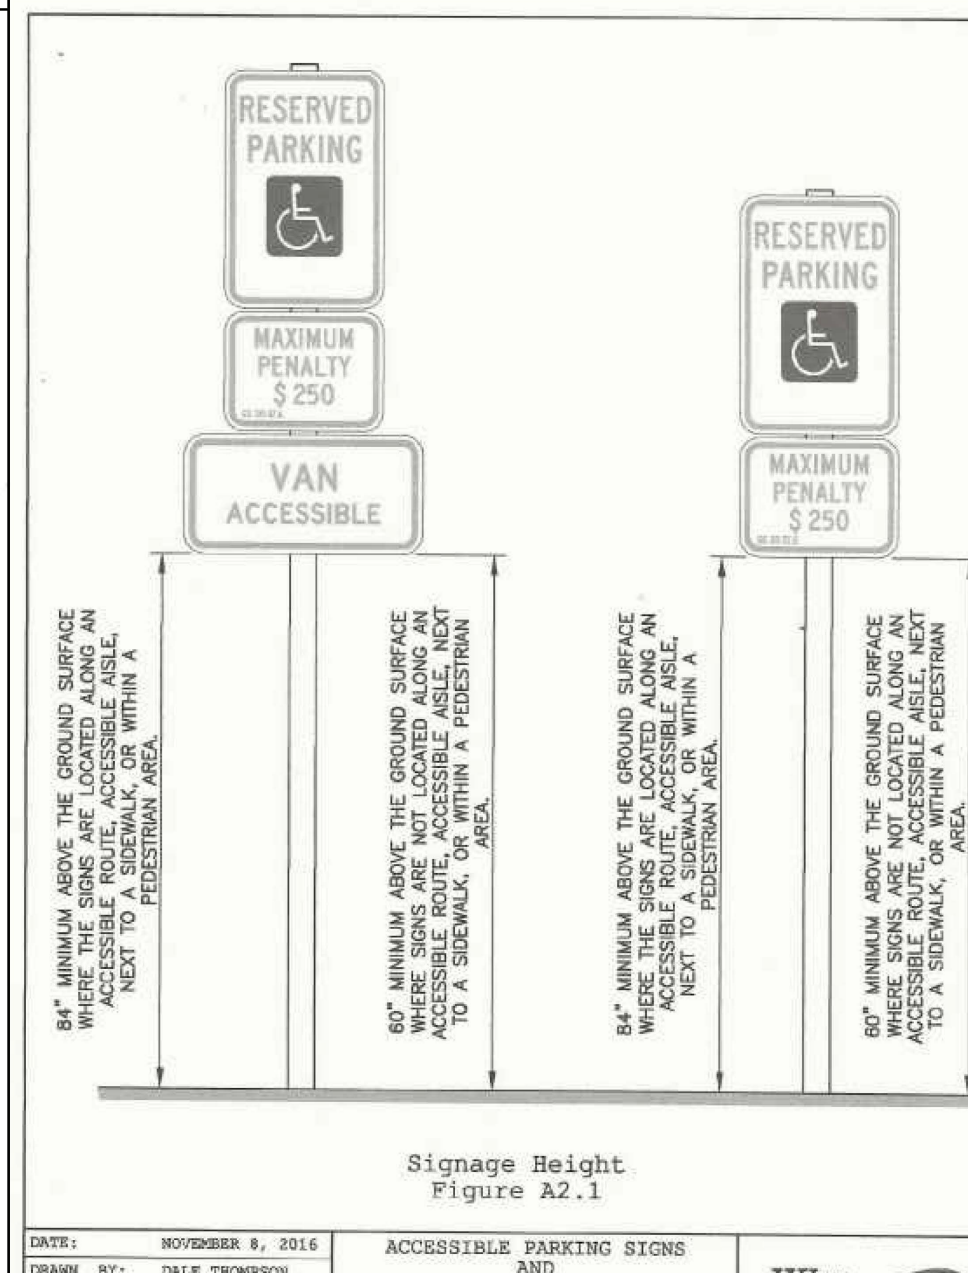 RESERVED
PARKING
MAXIMUM
PENALTY
$ 250
VAN
ACCESSIBLE
RESERVED
PARKING
MAXIMUM
PENALTY
$ 250
84" MINIMUM ABOVE THE GROUND SURFACE
WHERE THE SIGNS ARE LOCATED ALONG AN
ACCESSIBLE ROUTE, ACCESSIBLE AISLE,
NEXT TO A SIDEWALK, OR WITHIN A
PEDESTRIAN AREA.
60" MINIMUM ABOVE THE GROUND SURFACE
WHERE SIGNS ARE NOT LOCATED ALONG AN
ACCESSIBLE ROUTE, ACCESSIBLE AISLE, NEXT
TO A SIDEWALK, OR WITHIN A PEDESTRIAN
AREA.
84" MINIMUM ABOVE THE GROUND SURFACE
WHERE THE SIGNS ARE LOCATED ALONG AN
ACCESSIBLE ROUTE, ACCESSIBLE AISLE,
NEXT TO A SIDEWALK, OR WITHIN A
PEDESTRIAN AREA.
60" MINIMUM ABOVE THE GROUND SURFACE
WHERE SIGNS ARE NOT LOCATED ALONG AN
ACCESSIBLE ROUTE, ACCESSIBLE AISLE, NEXT
TO A SIDEWALK, OR WITHIN A PEDESTRIAN
AREA.
Signage Height
Figure A2.1
DATE: NOVEMBER 8, 2016
DRAWN BY: DALE THOMPSON
ACCESSIBLE PARKING SIGNS
AND